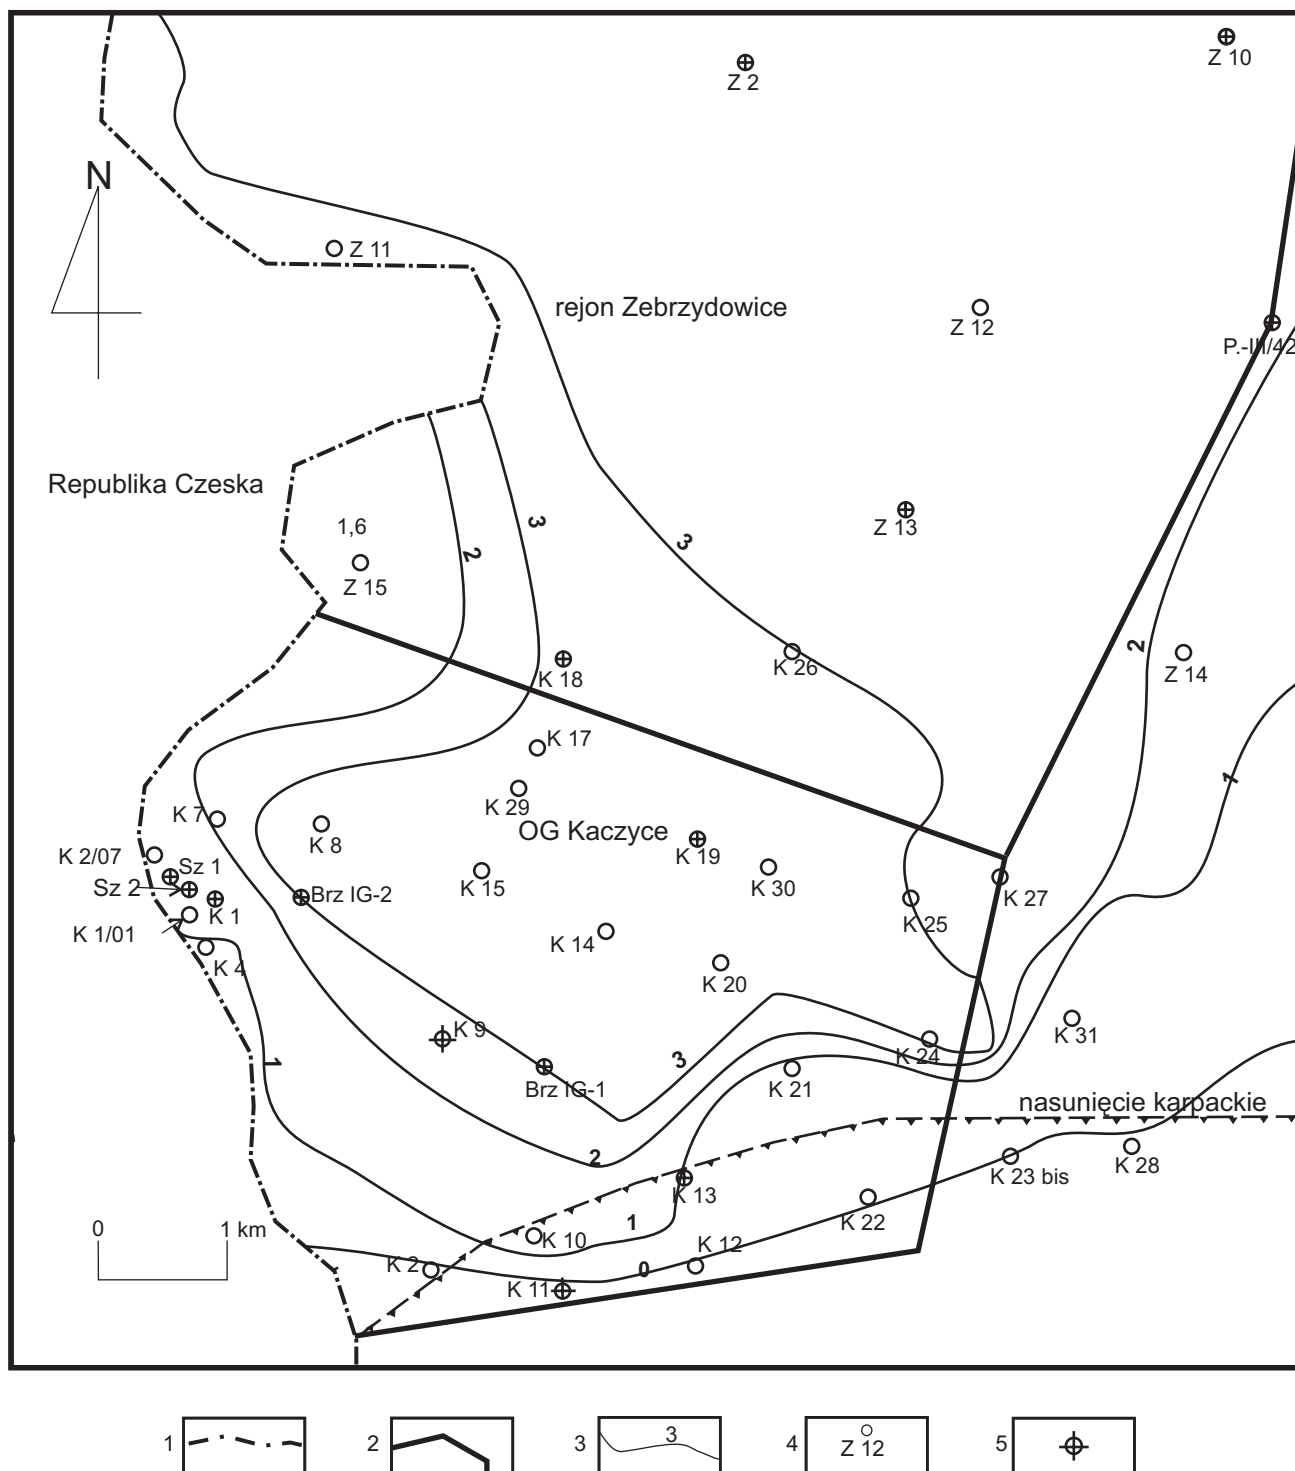 Z 10
Z 2
N
Z 11
rejon Zebrzydowice
Z 12
P.-III/42
Republika Czeska
3
3
1,6
2
Z 13
Z 15
2
K 26
K 18
Z 14
K 17
1
K 29
K 7
OG Kaczyce
K 8
K 19
K 2/07
Sz 1
K 15
K 30
Sz 2
Brz IG-2
K 27
K 1
K 25
K 1/01
K 14
K 4
K 20
K 9
K 31
1
3
K 24
Brz IG-1
K 21
nasunięcie karpackie
2
K 28
K 23 bis
K 13
0
1 km
1
K 22
K 10
K 12
K 2
0
K 11
1
2
3
3
4
Z 12
5